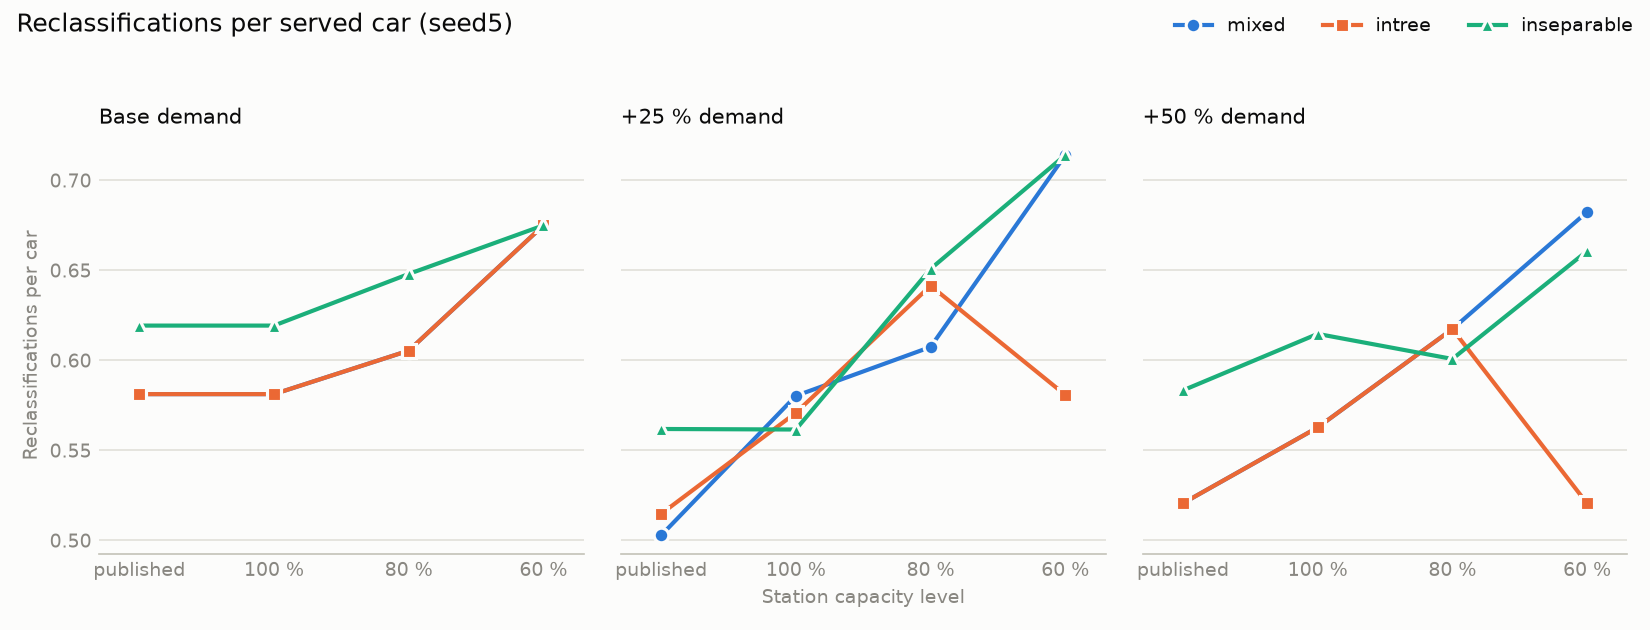 Reclassifications per served car (seed5)
mixed
intree
inseparable
Base demand
+25 % demand
+50 % demand
Reclassifications per car
0.70
0.65
0.60
0.55
0.50
published 100 % 80 % 60 %
published 100 % 80 % 60 %
published 100 % 80 % 60 %
Station capacity level